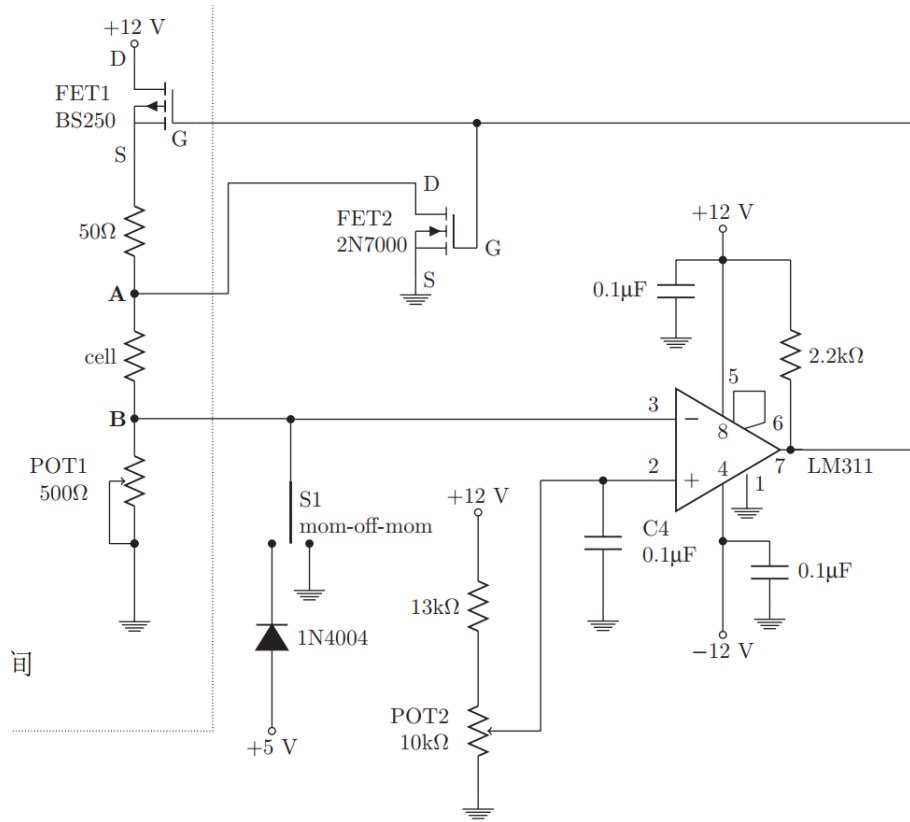 +12 V
D
FET1
BS250
G
S
50Ω
A
D
FET2
2N7000
G
S
cell
B
POT1
500Ω
S1
mom-off-mom
1N4004
+5 V
间
+12 V
0.1µF
2.2kΩ
5
6
3
−
8
7
LM311
2
+
4
1
C4
0.1µF
0.1µF
−12 V
+12 V
13kΩ
POT2
10kΩ